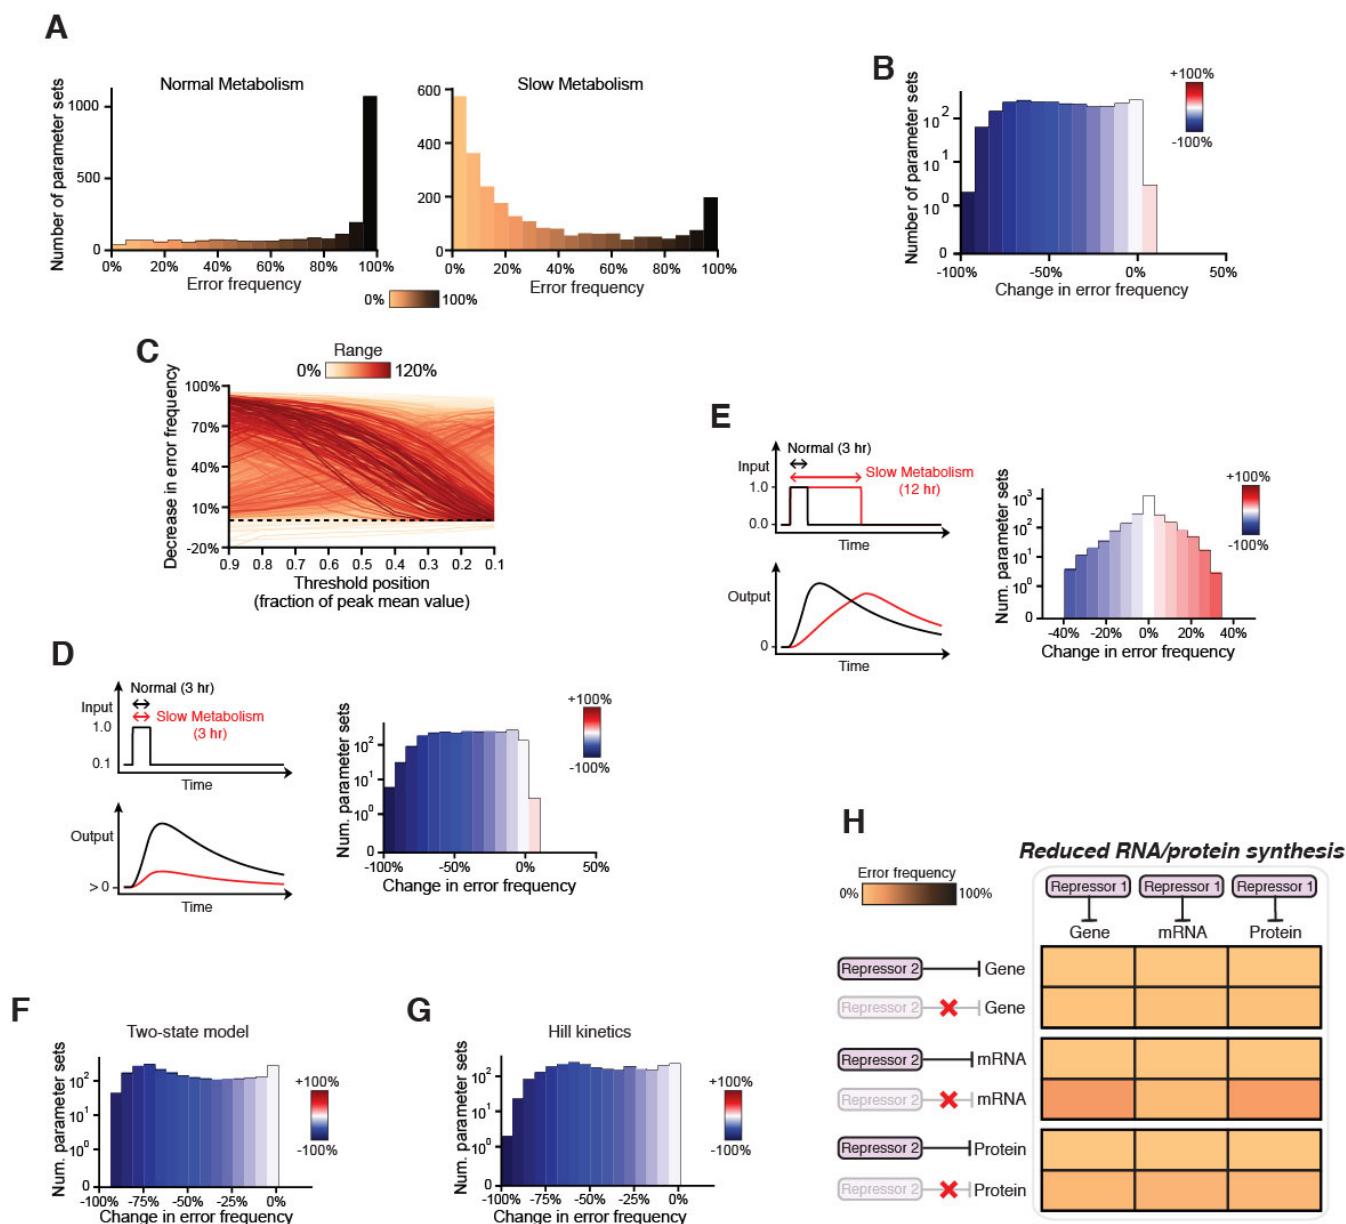 A
Normal Metabolism
Slow Metabolism
Number of parameter sets
1000
500
0
0% 20% 40% 60% 80% 100%
Error frequency
600
400
200
0
0% 20% 40% 60% 80% 100%
Error frequency
0% 100%
B
Number of parameter sets
10^2
10^1
10^0
0
-100% -50% 0% 50%
Change in error frequency
+100%
-100%
C
Range
0% 120%
Decrease in error frequency
100%
70%
40%
10%
-20%
0.9 0.8 0.7 0.6 0.5 0.4 0.3 0.2 0.1
Threshold position
(fraction of peak mean value)
E
Normal (3 hr)
Input
Slow Metabolism
(12 hr)
1.0
0.0
Time
Output
0
Time
Num. parameter sets
10^3
10^2
10^1
10^0
0
-40% -20% 0% 20% 40%
Change in error frequency
+100%
-100%
D
Normal (3 hr)
Input
Slow Metabolism
(3 hr)
1.0
0.1
Time
Output
> 0
Time
Num. parameter sets
10^2
10^1
10^0
0
-100% -50% 0% 50%
Change in error frequency
+100%
-100%
F
Two-state model
Num. parameter sets
10^2
10^1
10^0
0
-100% -75% -50% -25% 0%
Change in error frequency
+100%
-100%
G
Hill kinetics
Num. parameter sets
10^2
10^1
10^0
0
-100% -75% -50% -25% 0%
Change in error frequency
+100%
-100%
H
Reduced RNA/protein synthesis
Error frequency
0% 100%
Repressor 1 Repressor 1 Repressor 1
Gene mRNA Protein
Repressor 2 Gene
Repressor 2 Gene
Repressor 2 mRNA
Repressor 2 mRNA
Repressor 2 Protein
Repressor 2 Protein